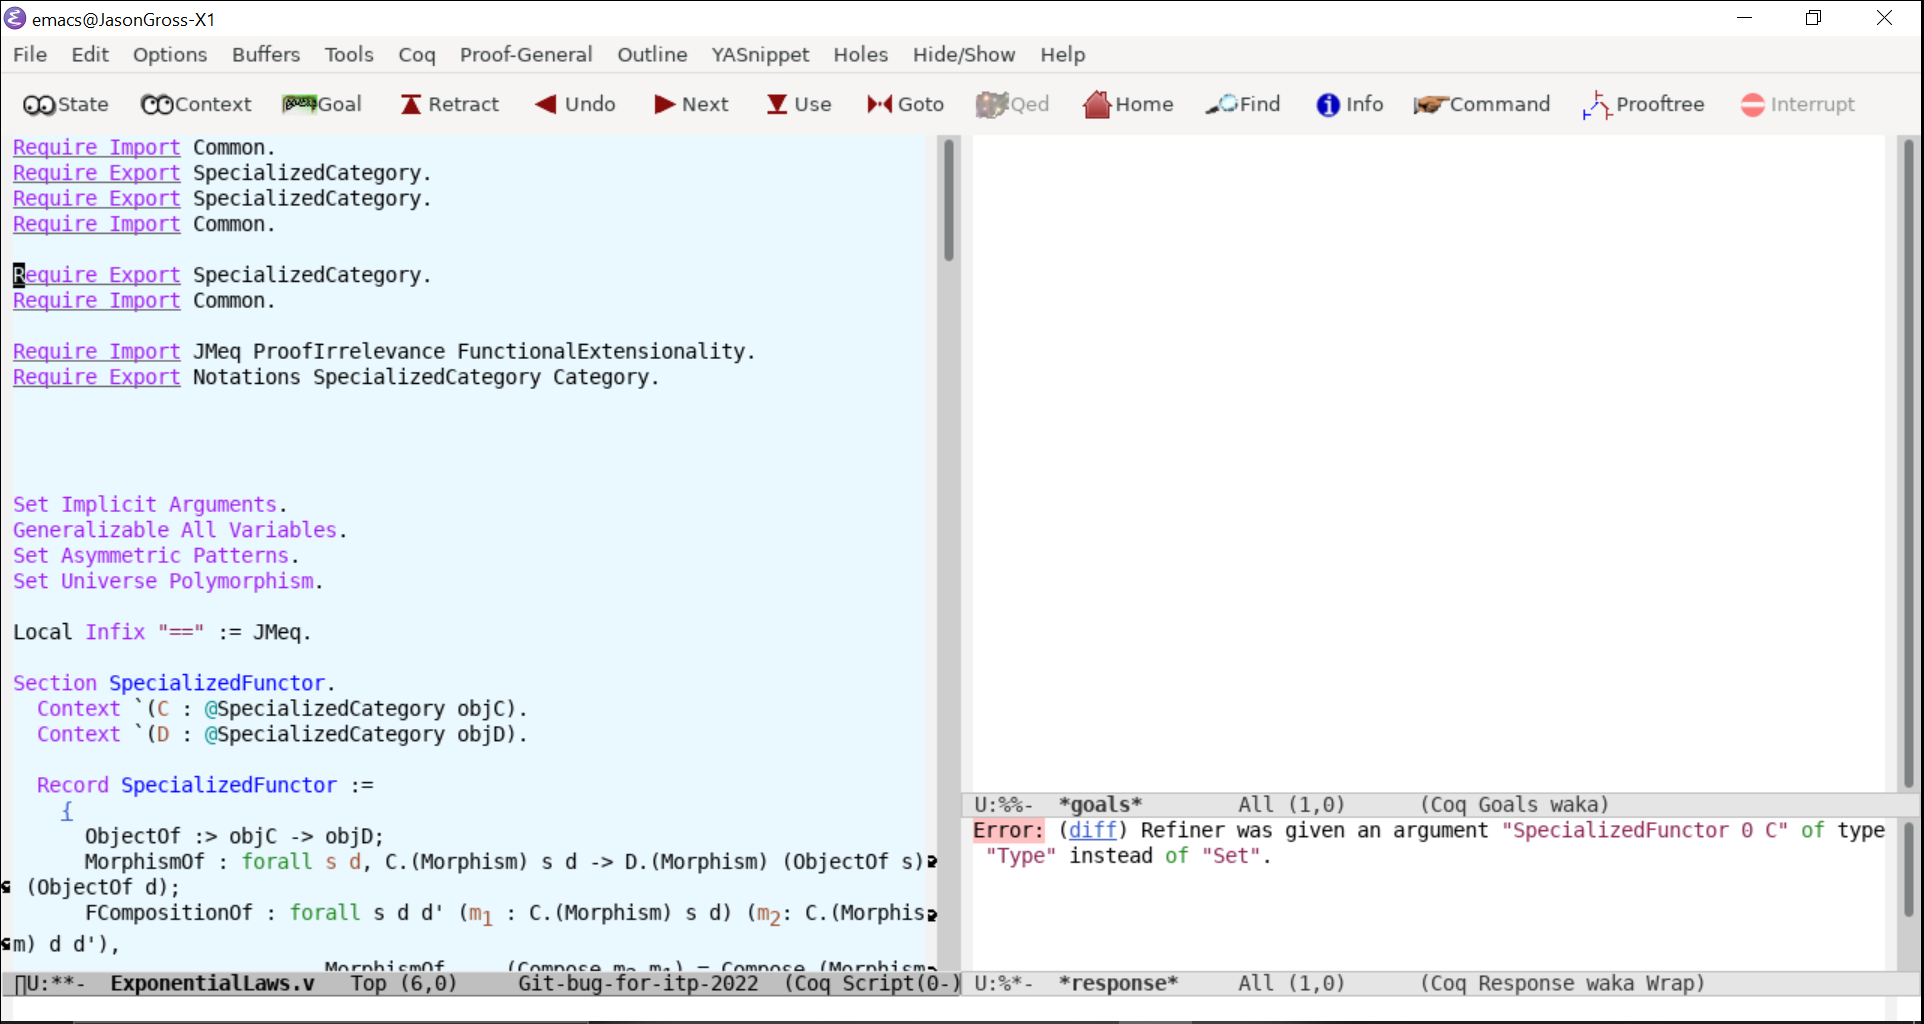 emacs@JasonGross-X1
File Edit Options Buffers Tools Coq Proof-General Outline YASnippet Holes Hide/Show Help
State Context Goal Retract Undo Next Use Goto Qed Home Find Info Command Prooftree Interrupt
Require Import Common.
Require Export SpecializedCategory.
Require Export SpecializedCategory.
Require Import Common.
Require Export SpecializedCategory.
Require Import Common.
Require Import JMeq ProofIrrelevance FunctionalExtensionality.
Require Export Notations SpecializedCategory Category.
Set Implicit Arguments.
Generalizable All Variables.
Set Asymmetric Patterns.
Set Universe Polymorphism.
Local Infix "==" := JMeq.
Section SpecializedFunctor.
Context `(C : @SpecializedCategory objC).
Context `(D : @SpecializedCategory objD).
Record SpecializedFunctor :=
{
ObjectOf :> objC -> objD;
MorphismOf : forall s d, C.(Morphism) s d -> D.(Morphism) (ObjectOf s)
(ObjectOf d);
FCompositionOf : forall s d d' (m₁ : C.(Morphism) s d) (m₂: C.(Morphis
m) d d'),
MorphismOf _ _ (Compose m₂ m₁) = Compose (Morphism
U:**- ExponentialLaws.v Top (6,0) Git-bug-for-itp-2022 (Coq Script(0-)
U:%%- *goals* All (1,0) (Coq Goals waka)
Error: (diff) Refiner was given an argument "SpecializedFunctor 0 C" of type
"Type" instead of "Set".
U:%*- *response* All (1,0) (Coq Response waka Wrap)